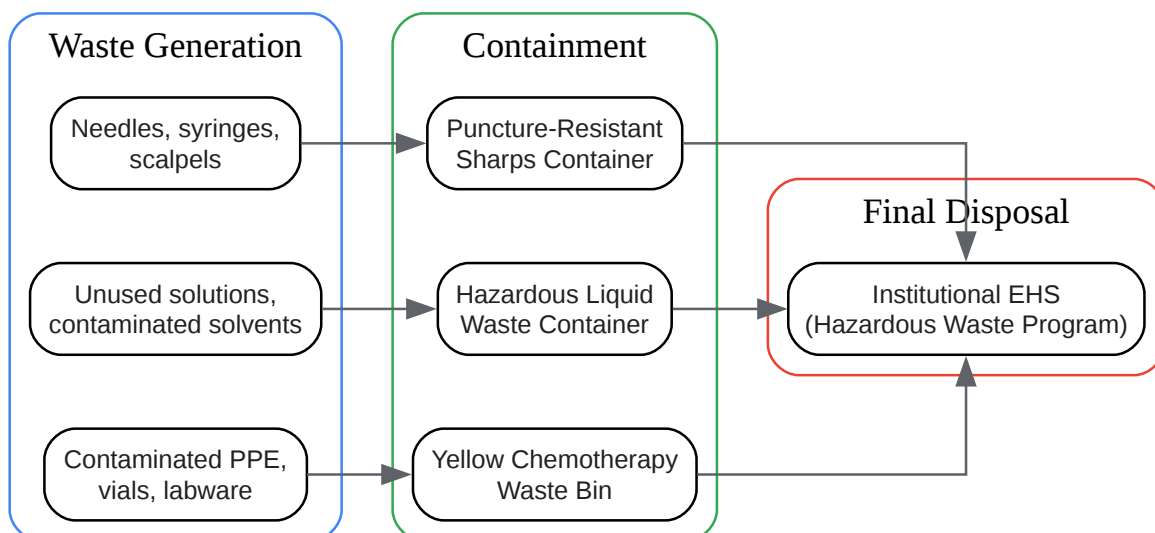 Waste Generation
Needles, syringes,
scalpels
Unused solutions,
contaminated solvents
Contaminated PPE,
vials, labware
Containment
Puncture-Resistant
Sharps Container
Hazardous Liquid
Waste Container
Yellow Chemotherapy
Waste Bin
Final Disposal
Institutional EHS
(Hazardous Waste Program)